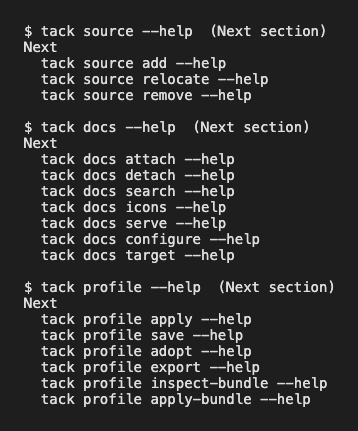 $ tack source --help  (Next section)
Next
  tack source add --help
  tack source relocate --help
  tack source remove --help

$ tack docs --help  (Next section)
Next
  tack docs attach --help
  tack docs detach --help
  tack docs search --help
  tack docs icons --help
  tack docs serve --help
  tack docs configure --help
  tack docs target --help

$ tack profile --help  (Next section)
Next
  tack profile apply --help
  tack profile save --help
  tack profile adopt --help
  tack profile export --help
  tack profile inspect-bundle --help
  tack profile apply-bundle --help